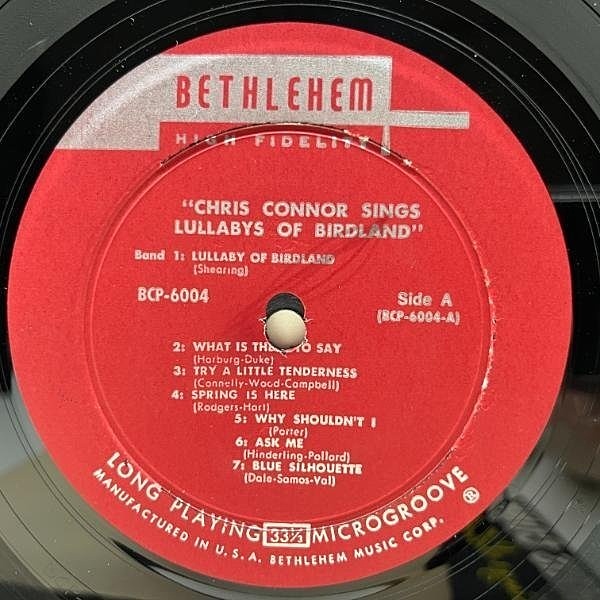 BETHLEHEM
HIGH FIDELITY
"CHRIS CONNOR SINGS
LULLABYS OF BIRDLAND"
Band 1: LULLABY OF BIRDLAND
(Shearing)
BCP-6004
Side A
(BCP-6004-A)
2: WHAT IS TO SAY
(Harburg-Duke)
3: TRY A LITTLE TENDERNESS
(Connelly-Wood-Campbell)
4: SPRING IS HERE
(Rodgers-Hart)
5: WHY SHOULDN'T I
(Porter)
6: ASK ME
(Hinderling-Pollard)
7: BLUE SILHOUETTE
(Dale-Samos-Val)
LONG PLAYING 33⅓ MICROGROOVE ®
MANUFACTURED IN U.S.A. BETHLEHEM MUSIC CORP.